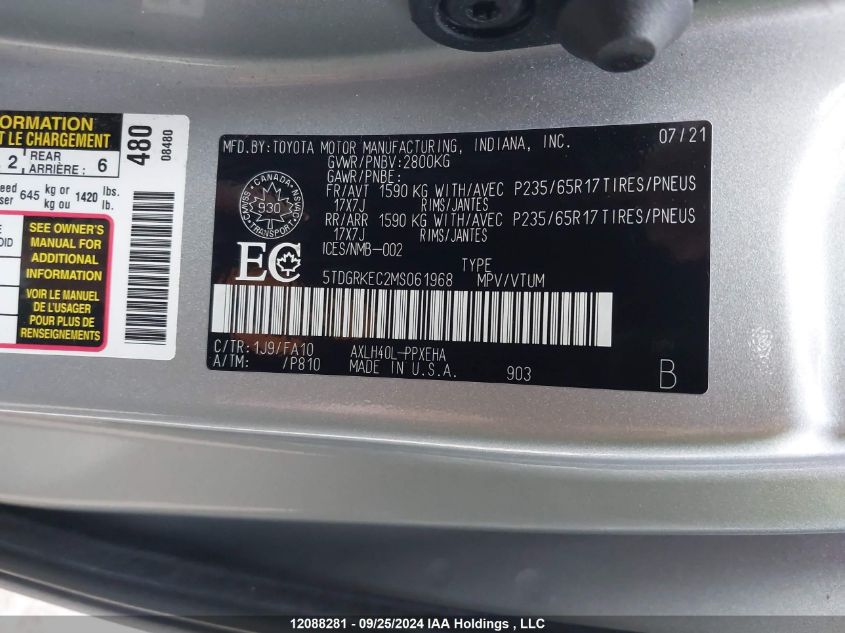 ORMATION
T LE CHARGEMENT
2 REAR ARRIÈRE: 6
645 kg or kg ou 1420 lbs. lb.
480
08480
SEE OWNER'S
MANUAL FOR
ADDITIONAL
INFORMATION
VOIR LE MANUEL
DE L'USAGER
POUR PLUS DE
RENSEIGNEMENTS
MFD.BY:TOYOTA MOTOR MANUFACTURING, INDIANA, INC. 07/21
GVWR/PNBV:2800KG
GAWR/PNBE:
FR/AVT 1590 KG WITH/AVEC P235/65R17 TIRES/PNEUS
17X7J RIMS/JANTES
RR/ARR 1590 KG WITH/AVEC P235/65R17 TIRES/PNEUS
17X7J RIMS/JANTES
ICES/NMB-002
CANADA
930
TRANSPORT
EC
TYPE
5TDGRKEC2MS061968 MPV/VTUM
C/TR:1J9/FA10 AXLH40L-PPXEHA
A/TM: /P810 MADE IN U.S.A. 903 B
12088281 - 09/25/2024 IAA Holdings , LLC